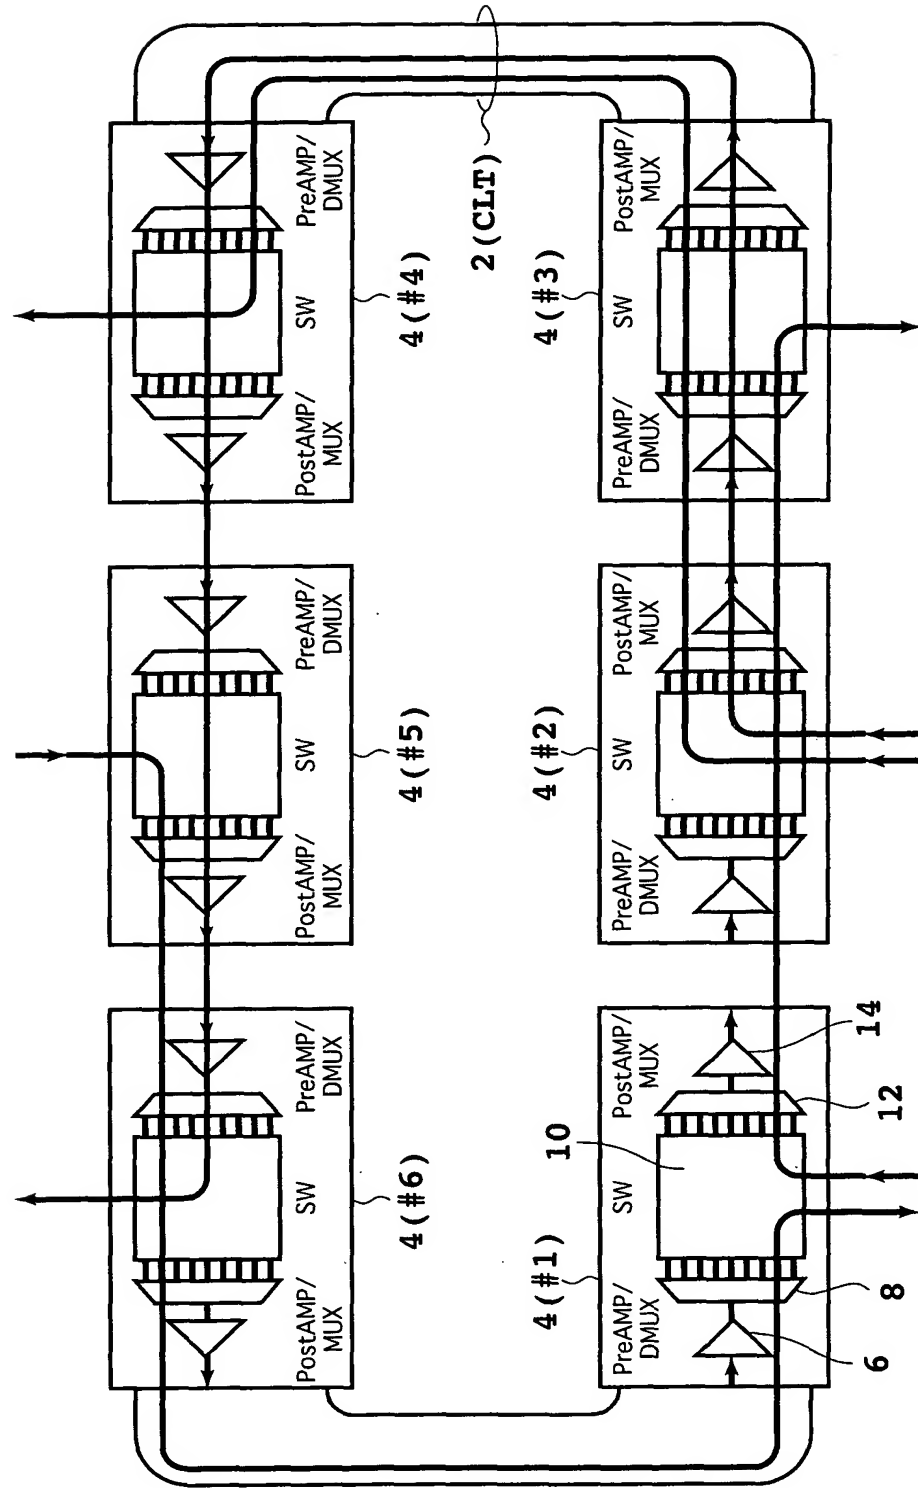 PostAMP/
MUX
SW
PreAMP/
DMUX
4(#6)
PostAMP/
MUX
SW
PreAMP/
DMUX
4(#5)
PostAMP/
MUX
SW
PreAMP/
DMUX
4(#4)
2(CLT)
4(#1)
PreAMP/
DMUX
SW
PostAMP/
MUX
10
6
8
12
14
4(#2)
PreAMP/
DMUX
SW
PostAMP/
MUX
4(#3)
PreAMP/
DMUX
SW
PostAMP/
MUX